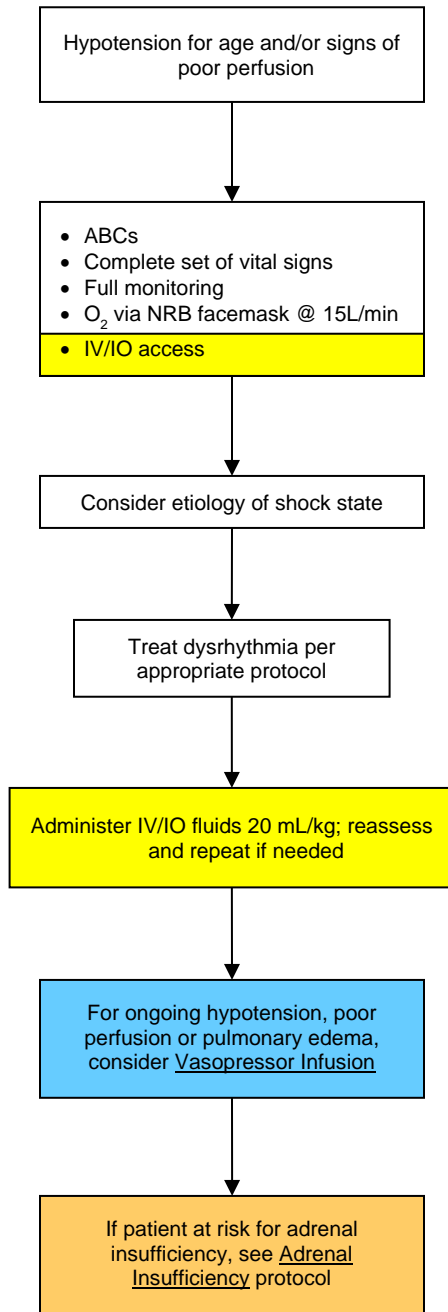 Hypotension for age and/or signs of
poor perfusion
• ABCs
• Complete set of vital signs
• Full monitoring
• O₂ via NRB facemask @ 15L/min
• IV/IO access
Consider etiology of shock state
Treat dysrhythmia per
appropriate protocol
Administer IV/IO fluids 20 mL/kg; reassess
and repeat if needed
For ongoing hypotension, poor
perfusion or pulmonary edema,
consider Vasopressor Infusion
If patient at risk for adrenal
insufficiency, see Adrenal
Insufficiency protocol